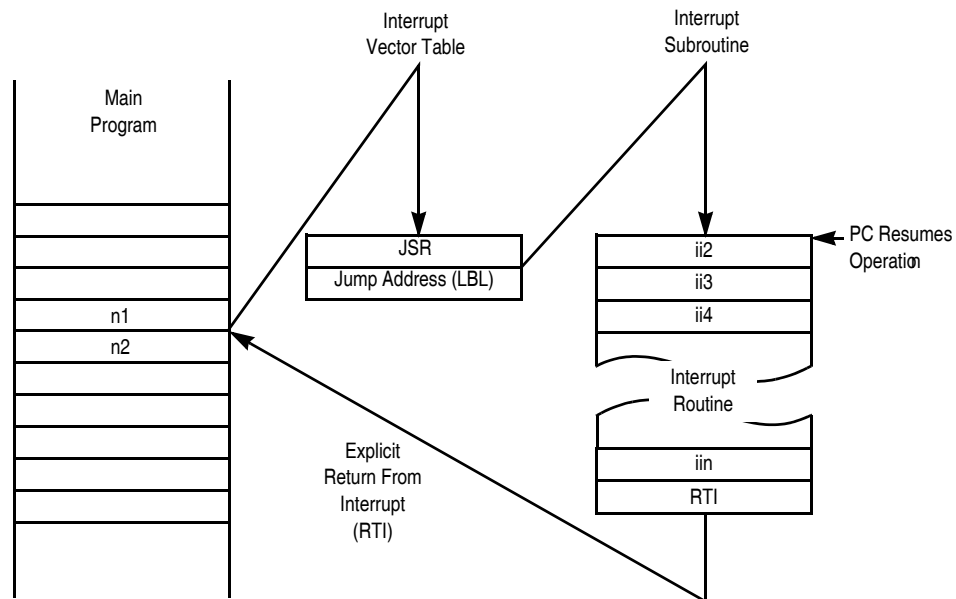 Interrupt
Vector Table
Interrupt
Subroutine
Main
Program
JSR
Jump Address (LBL)
n1
n2
ii2
ii3
ii4
PC Resumes
Operation
Interrupt
Routine
iin
RTI
Explicit
Return From
Interrupt
(RTI)